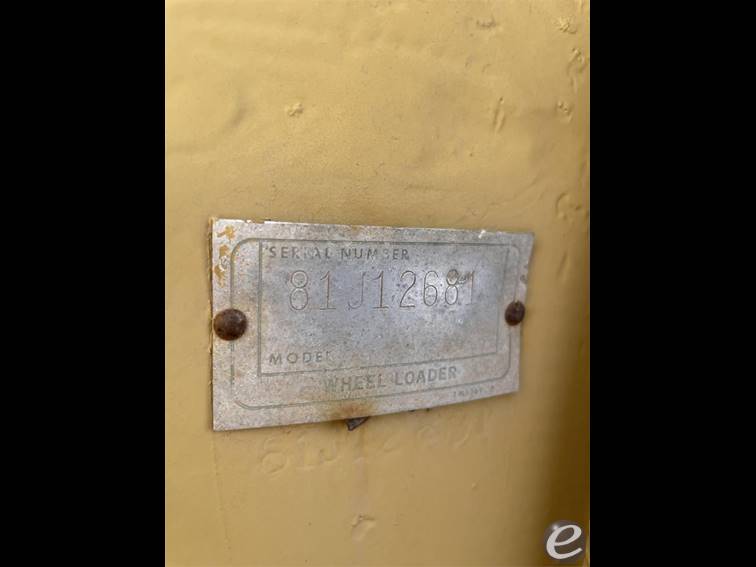 SERIAL NUMBER
81J12681
MODEL
WHEEL LOADER
e